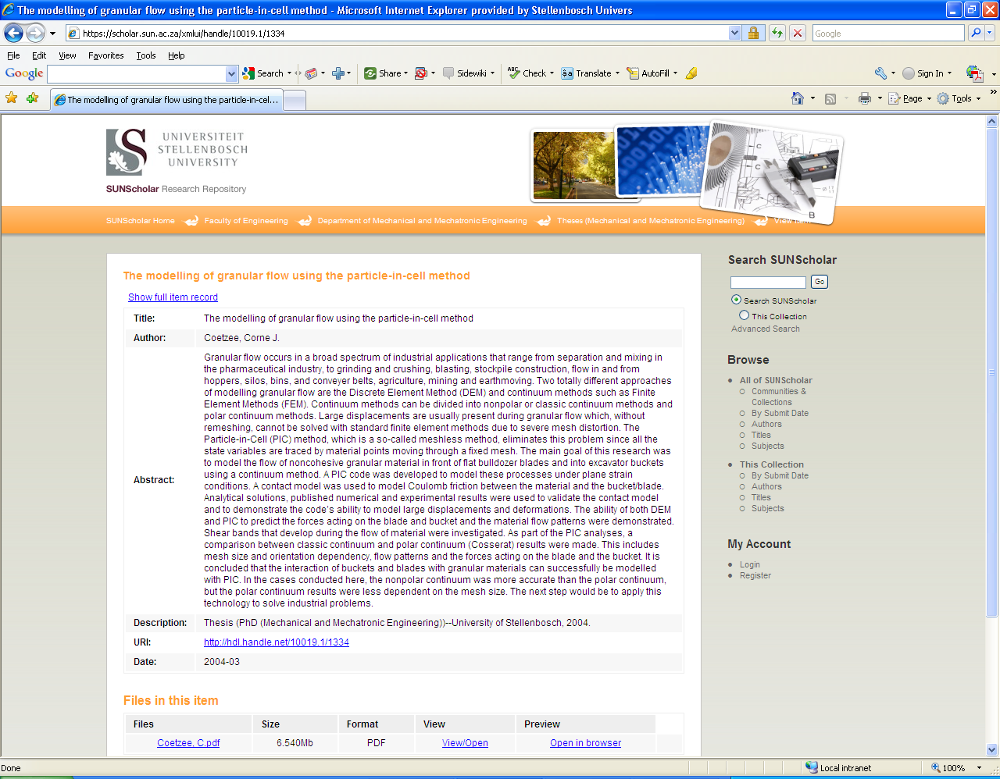 The modelling of granular flow using the particle-in-cell method - Microsoft Internet Explorer provided by Stellenbosch Univers
https://scholar.sun.ac.za/xmlui/handle/10019.1/1334
Google
File Edit View Favorites Tools Help
Google Search Share Sidewiki Check Translate AutoFill Sign In
The modelling of granular flow using the particle-in-cel... Page Tools
UNIVERSITEIT
STELLENBOSCH
UNIVERSITY
SUNScholar Research Repository
SUNScholar Home Faculty of Engineering Department of Mechanical and Mechatronic Engineering Theses (Mechanical and Mechatronic Engineering) View Item
The modelling of granular flow using the particle-in-cell method
Show full item record
Title: The modelling of granular flow using the particle-in-cell method
Author: Coetzee, Corne J.
Abstract:
Granular flow occurs in a broad spectrum of industrial applications that range from separation and mixing in
the pharmaceutical industry, to grinding and crushing, blasting, stockpile construction, flow in and from
hoppers, silos, bins, and conveyer belts, agriculture, mining and earthmoving. Two totally different approaches
of modelling granular flow are the Discrete Element Method (DEM) and continuum methods such as Finite
Element Methods (FEM). Continuum methods can be divided into nonpolar or classic continuum methods and
polar continuum methods. Large displacements are usually present during granular flow which, without
remeshing, cannot be solved with standard finite element methods due to severe mesh distortion. The
Particle-in-Cell (PIC) method, which is a so-called meshless method, eliminates this problem since all the
state variables are traced by material points moving through a fixed mesh. The main goal of this research was
to model the flow of noncohesive granular material in front of flat bulldozer blades and into excavator buckets
using a continuum method. A PIC code was developed to model these processes under plane strain
conditions. A contact model was used to model Coulomb friction between the material and the bucket/blade.
Analytical solutions, published numerical and experimental results were used to validate the contact model
and to demonstrate the code's ability to model large displacements and deformations. The ability of both DEM
and PIC to predict the forces acting on the blade and bucket and the material flow patterns were demonstrated.
Shear bands that develop during the flow of material were investigated. As part of the PIC analyses, a
comparison between classic continuum and polar continuum (Cosserat) results were made. This includes
mesh size and orientation dependency, flow patterns and the forces acting on the blade and the bucket. It is
concluded that the interaction of buckets and blades with granular materials can successfully be modelled
with PIC. In the cases conducted here, the nonpolar continuum was more accurate than the polar continuum,
but the polar continuum results were less dependent on the mesh size. The next step would be to apply this
technology to solve industrial problems.
Description: Thesis (PhD (Mechanical and Mechatronic Engineering))--University of Stellenbosch, 2004.
URI: http://hdl.handle.net/10019.1/1334
Date: 2004-03
Files in this item
Files Size Format View Preview
Coetzee, C.pdf 6.540Mb PDF View/Open Open in browser
Search SUNScholar
Go
Search SUNScholar
This Collection
Advanced Search
Browse
All of SUNScholar
Communities &
Collections
By Submit Date
Authors
Titles
Subjects
This Collection
By Submit Date
Authors
Titles
Subjects
My Account
Login
Register
Done Local intranet 100%